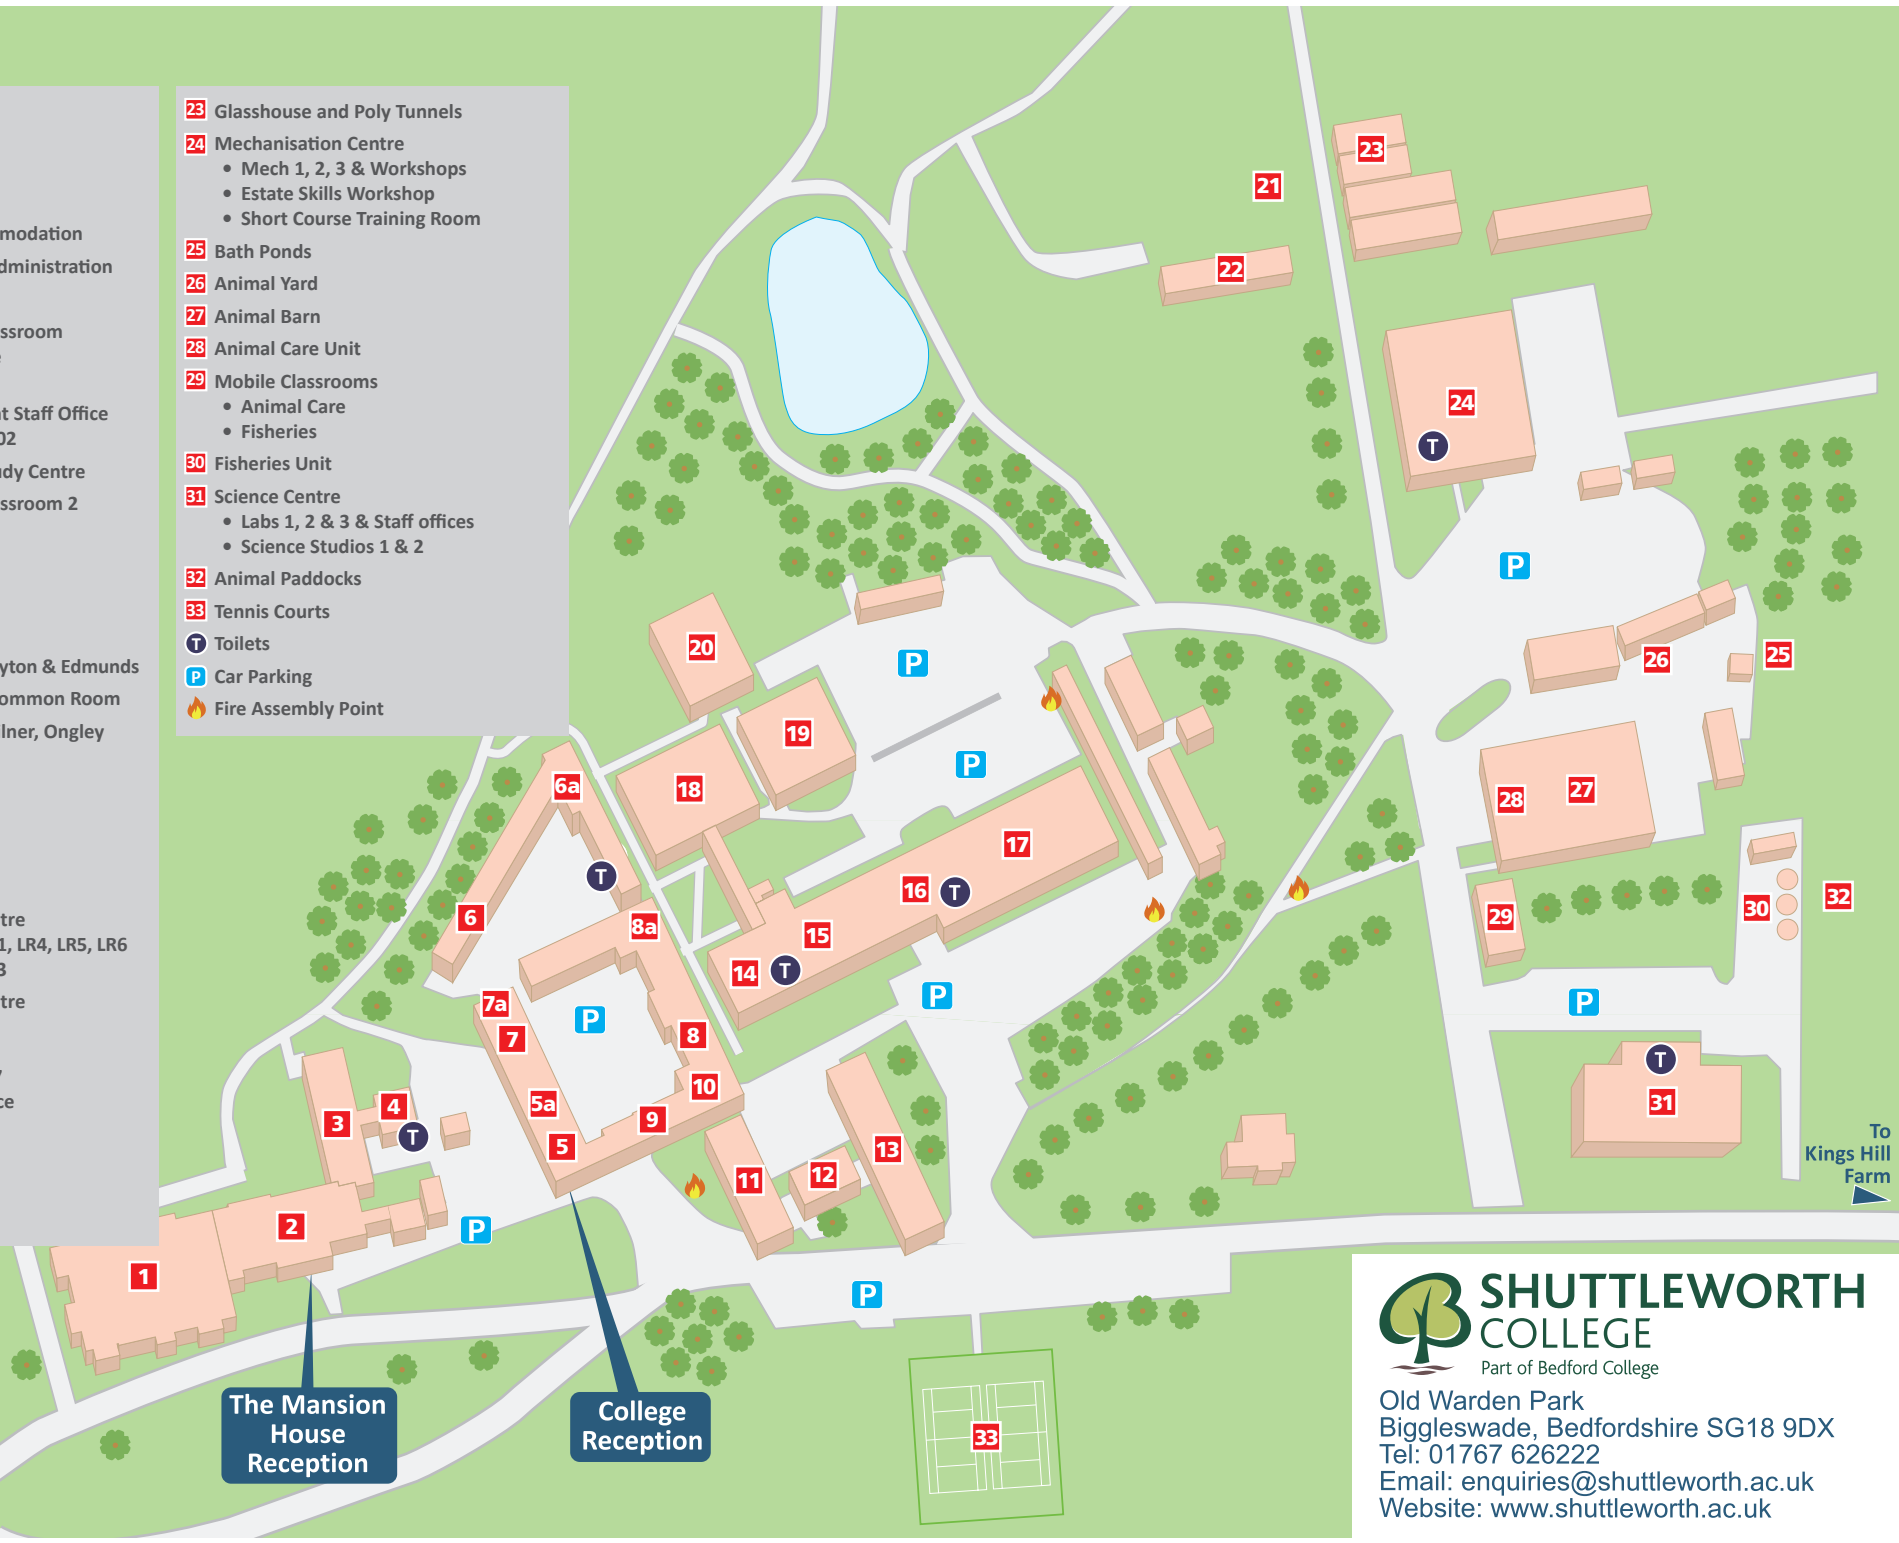 modation
dministration
ssroom
t Staff Office
02
udy Centre
ssroom 2
yton & Edmunds
ommon Room
lner, Ongley
tre
1, LR4, LR5, LR6
3
tre
y
ce
23 Glasshouse and Poly Tunnels
24 Mechanisation Centre
• Mech 1, 2, 3 & Workshops
• Estate Skills Workshop
• Short Course Training Room
25 Bath Ponds
26 Animal Yard
27 Animal Barn
28 Animal Care Unit
29 Mobile Classrooms
• Animal Care
• Fisheries
30 Fisheries Unit
31 Science Centre
• Labs 1, 2 & 3 & Staff offices
• Science Studios 1 & 2
32 Animal Paddocks
33 Tennis Courts
T Toilets
P Car Parking
Fire Assembly Point
23
21
22
24
T
P
20
P
26
25
19
P
18
6a
28
27
17
T
16
T
6
8a
15
29
30
32
14
T
7a
P
P
P
7
8
T
10
31
5a
4
3
T
9
5
13
11
12
2
P
1
P
33
The Mansion
House
Reception
College
Reception
To
Kings Hill
Farm
SHUTTLEWORTH
COLLEGE
Part of Bedford College
Old Warden Park
Biggleswade, Bedfordshire SG18 9DX
Tel: 01767 626222
Email: enquiries@shuttleworth.ac.uk
Website: www.shuttleworth.ac.uk